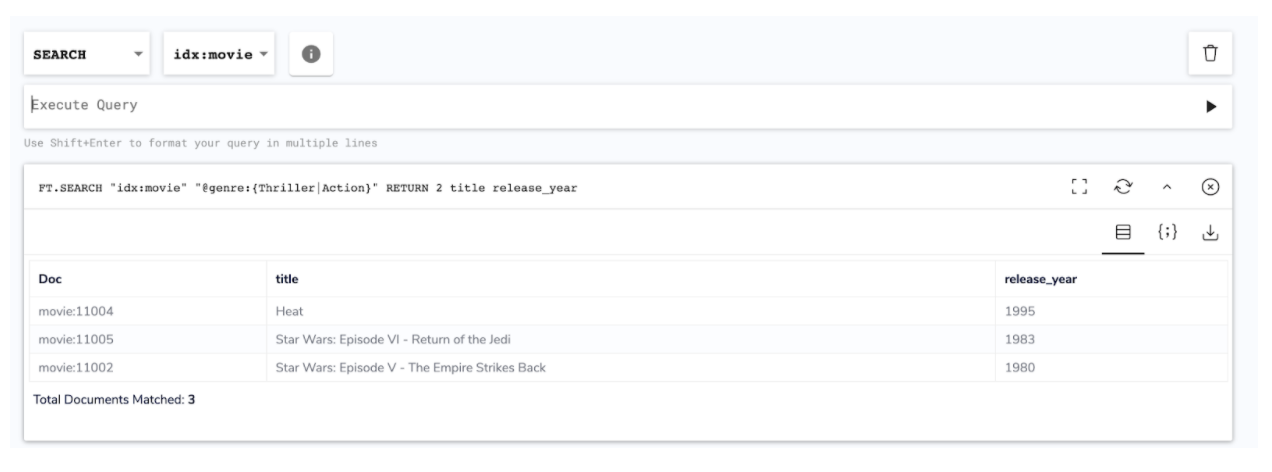 SEARCH idx:movie
Execute Query
Use Shift+Enter to format your query in multiple lines
FT.SEARCH "idx:movie" "@genre:{Thriller|Action}" RETURN 2 title release_year
{;}
Doc title release_year
movie:11004 Heat 1995
movie:11005 Star Wars: Episode VI - Return of the Jedi 1983
movie:11002 Star Wars: Episode V - The Empire Strikes Back 1980
Total Documents Matched: 3